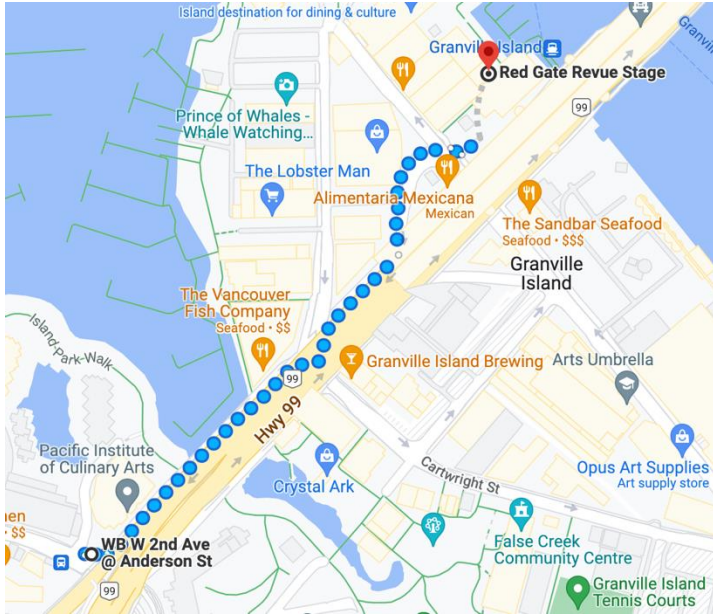 Island destination for dining & culture
Granville Island
Red Gate Revue Stage
99
Prince of Whales -
Whale Watching...
The Lobster Man
Alimentaria Mexicana
Mexican
The Sandbar Seafood
Seafood • $$$
Granville
Island
The Vancouver
Fish Company
Seafood • $$
Island-Park-Walk
99
Granville Island Brewing
Arts Umbrella
Hwy 99
Pacific Institute
of Culinary Arts
Opus Art Supplies
Art supply store
Cartwright St
Crystal Ark
men
• $$
WB W 2nd Ave
@ Anderson St
False Creek
Community Centre
99
Granville Island
Tennis Courts